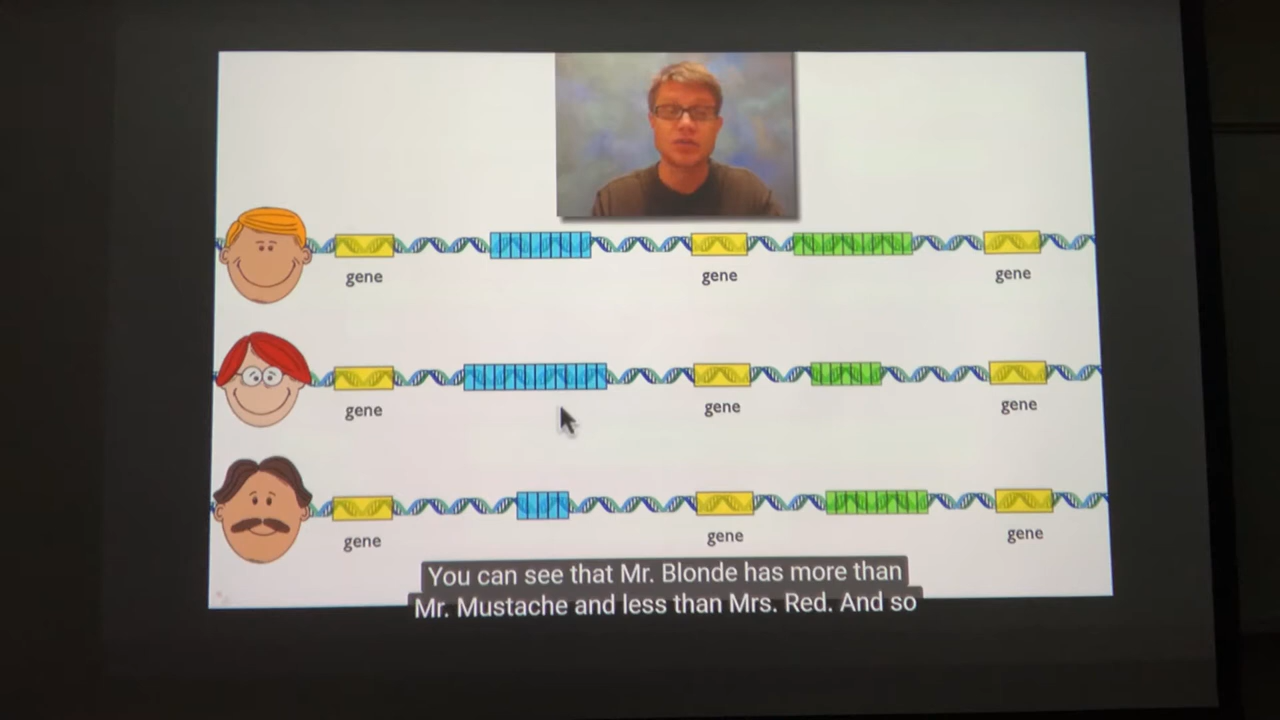 gene gene gene
gene gene gene
gene gene gene
You can see that Mr. Blonde has more than
Mr. Mustache and less than Mrs. Red. And so